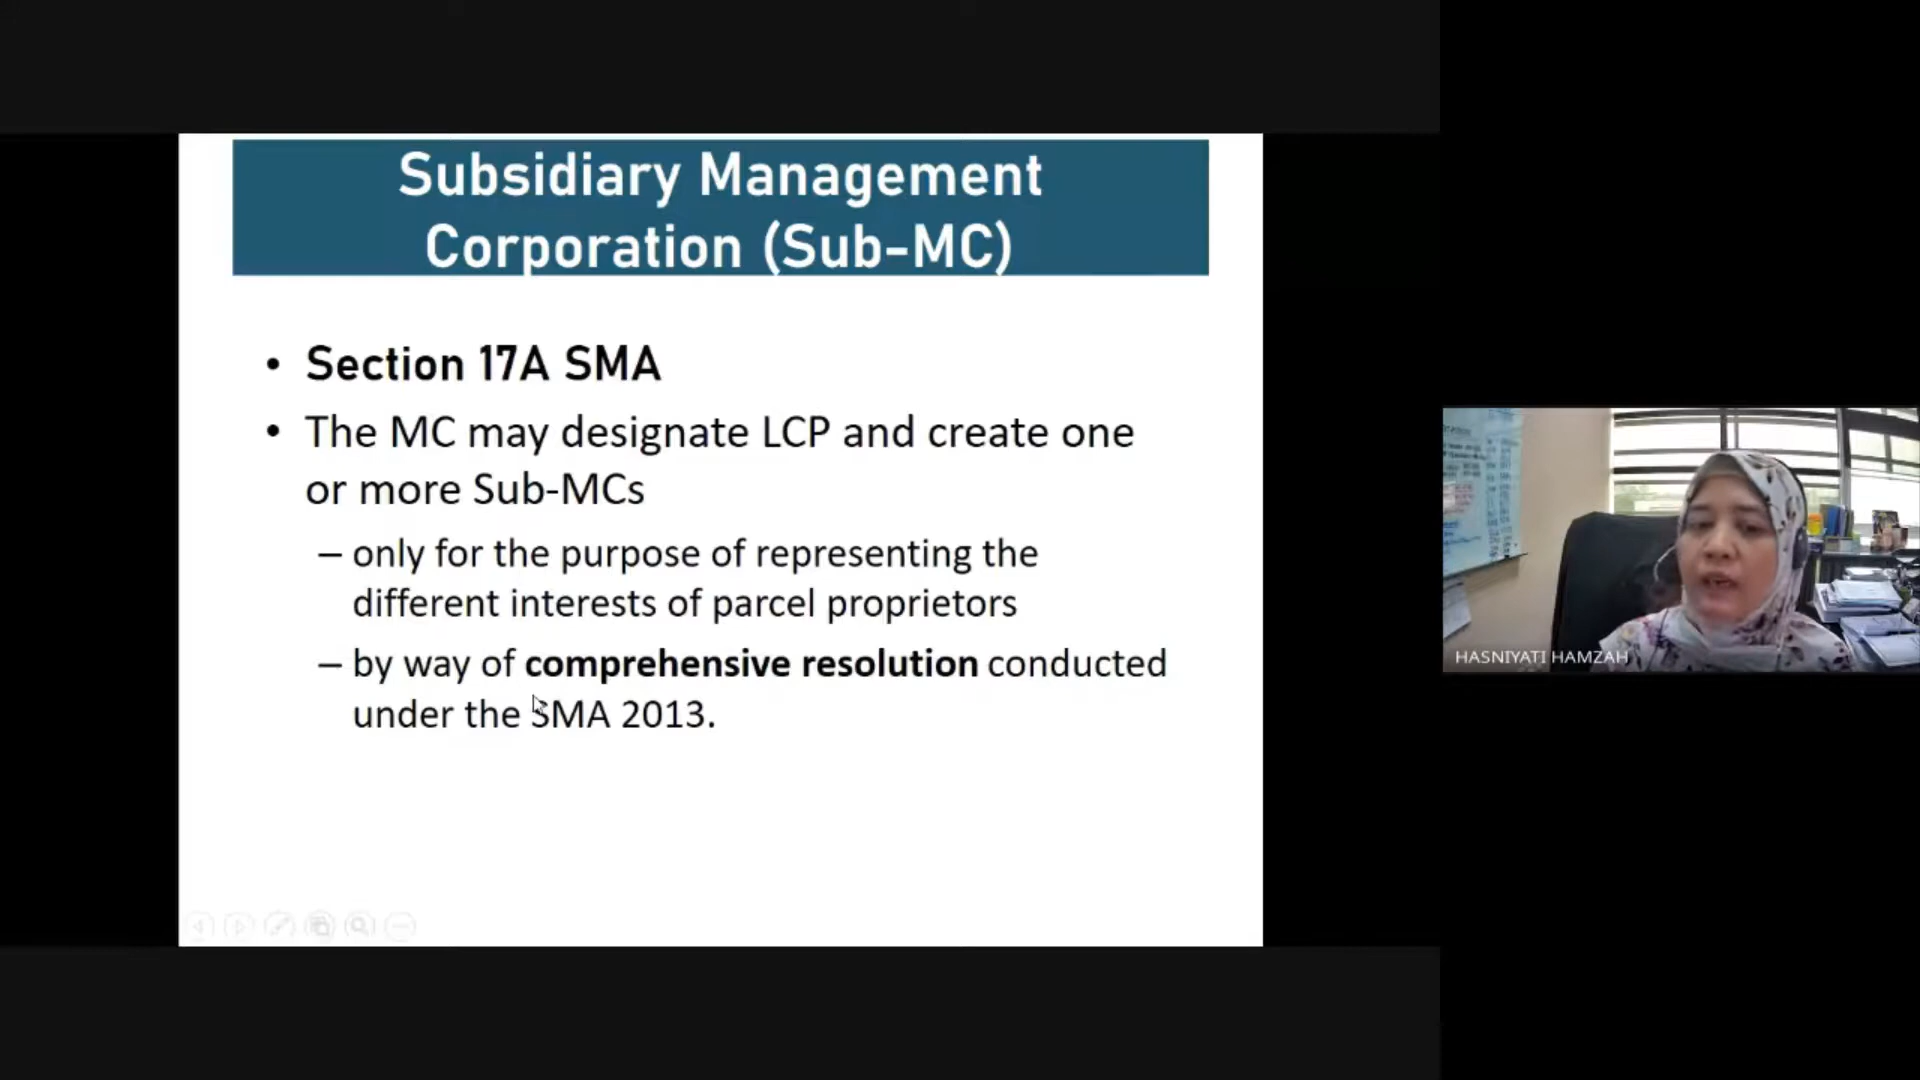 Subsidiary Management
Corporation (Sub-MC)
• Section 17A SMA
• The MC may designate LCP and create one
or more Sub-MCs
– only for the purpose of representing the
different interests of parcel proprietors
– by way of comprehensive resolution conducted
under the SMA 2013.
HASNIYATI HAMZAH